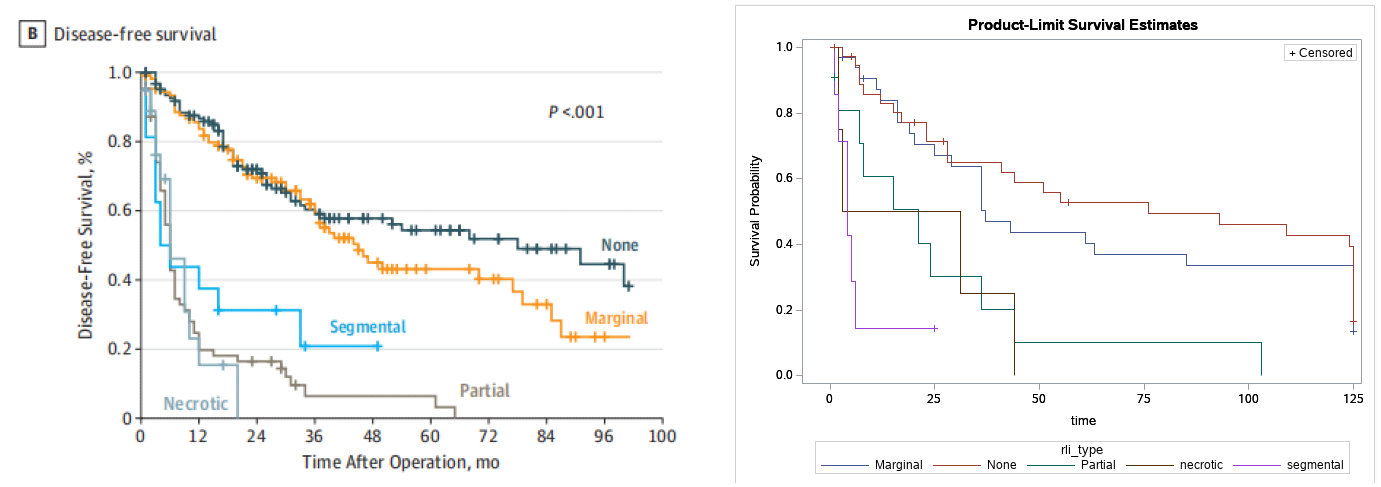 B Disease-free survival
1.0
0.8
0.6
0.4
0.2
0
Disease-Free Survival, %
P <.001
None
Marginal
Segmental
Partial
Necrotic
0 12 24 36 48 60 72 84 96 100
Time After Operation, mo
Product-Limit Survival Estimates
+ Censored
1.0
0.8
0.6
0.4
0.2
0.0
Survival Probability
0 25 50 75 100 125
time
rli_type
Marginal None Partial necrotic segmental